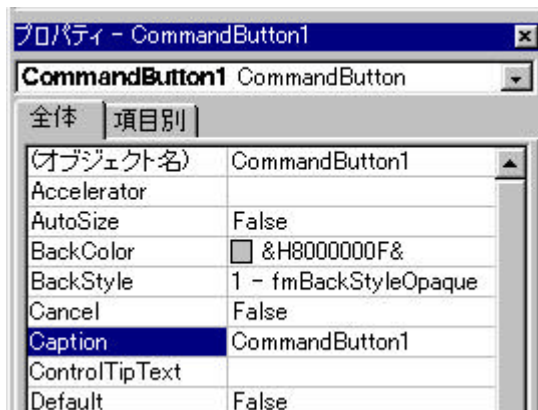 プロパティ - CommandButton1
CommandButton1 CommandButton
全体 項目別
(オブジェクト名) CommandButton1
Accelerator
AutoSize False
BackColor &H8000000F&
BackStyle 1 - fmBackStyleOpaque
Cancel False
Caption CommandButton1
ControlTipText
Default False